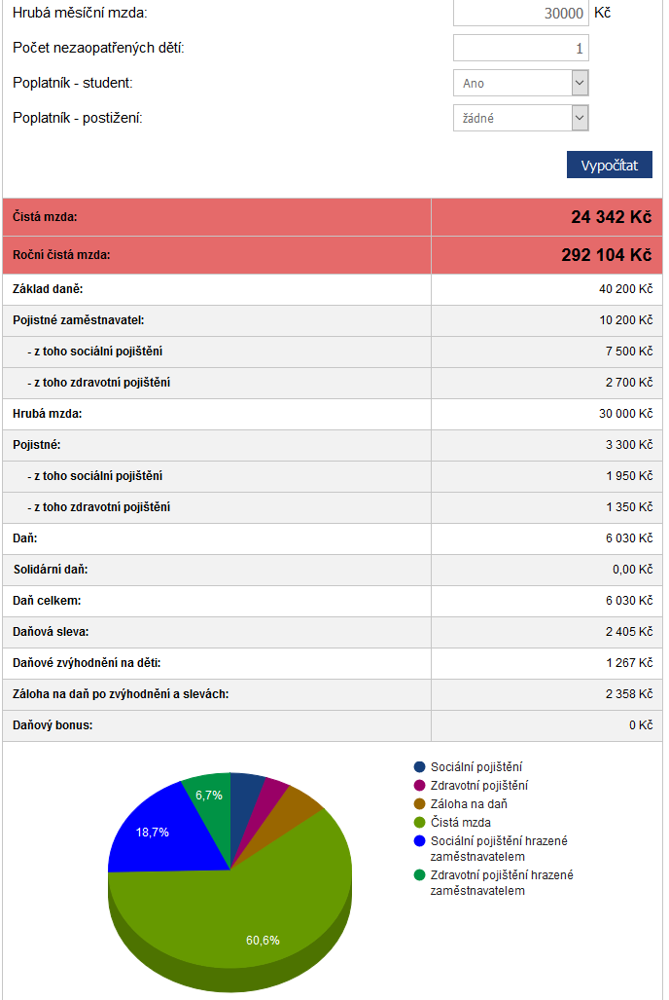 Hrubá měsíční mzda: 30000 Kč
Počet nezaopatřených dětí: 1
Poplatník - student: Ano
Poplatník - postižení: žádné
Vypočítat
Čistá mzda: 24 342 Kč
Roční čistá mzda: 292 104 Kč
Základ daně: 40 200 Kč
Pojistné zaměstnavatel: 10 200 Kč
- z toho sociální pojištění 7 500 Kč
- z toho zdravotní pojištění 2 700 Kč
Hrubá mzda: 30 000 Kč
Pojistné: 3 300 Kč
- z toho sociální pojištění 1 950 Kč
- z toho zdravotní pojištění 1 350 Kč
Daň: 6 030 Kč
Solidární daň: 0,00 Kč
Daň celkem: 6 030 Kč
Daňová sleva: 2 405 Kč
Daňové zvýhodnění na děti: 1 267 Kč
Záloha na daň po zvýhodnění a slevách: 2 358 Kč
Daňový bonus: 0 Kč
6,7%
18,7%
60,6%
Sociální pojištění
Zdravotní pojištění
Záloha na daň
Čistá mzda
Sociální pojištění hrazené
zaměstnavatelem
Zdravotní pojištění hrazené
zaměstnavatelem